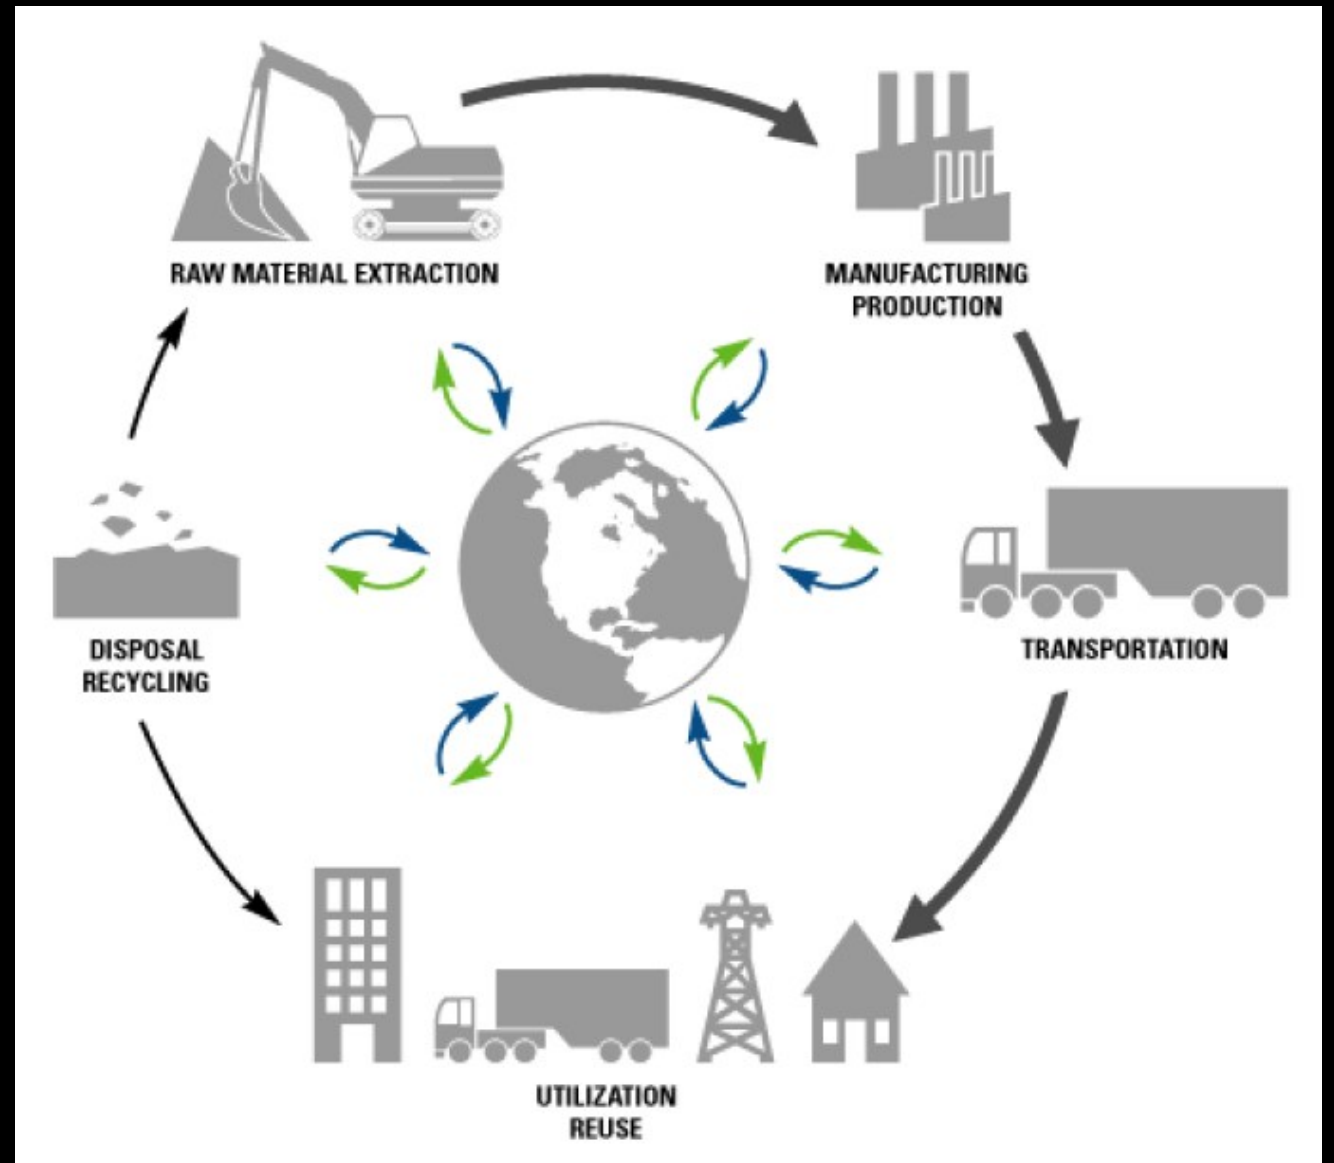 RAW MATERIAL EXTRACTION
MANUFACTURING
PRODUCTION
DISPOSAL
RECYCLING
TRANSPORTATION
UTILIZATION
REUSE